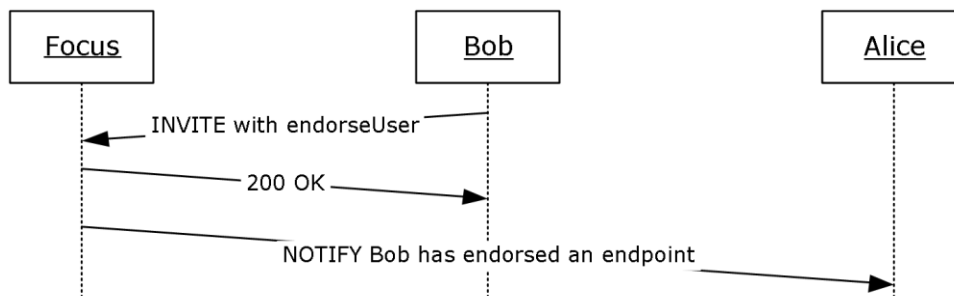 Focus
Bob
Alice
INVITE with endorseUser
200 OK
NOTIFY Bob has endorsed an endpoint